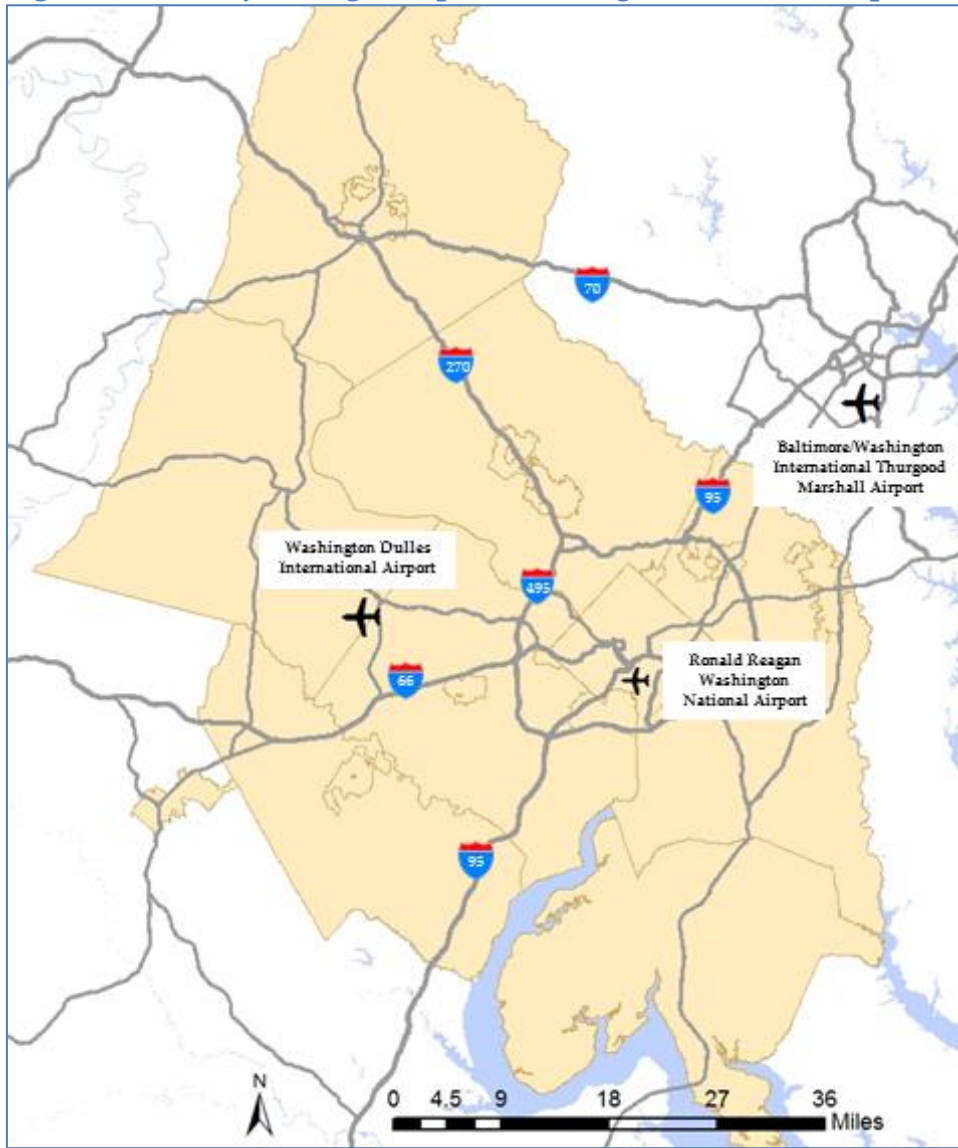 70
270
Baltimore/Washington
International Thurgood
Marshall Airport
95
Washington Dulles
International Airport
495
Ronald Reagan
Washington
National Airport
66
95
N
0 4.5 9 18 27 36
Miles